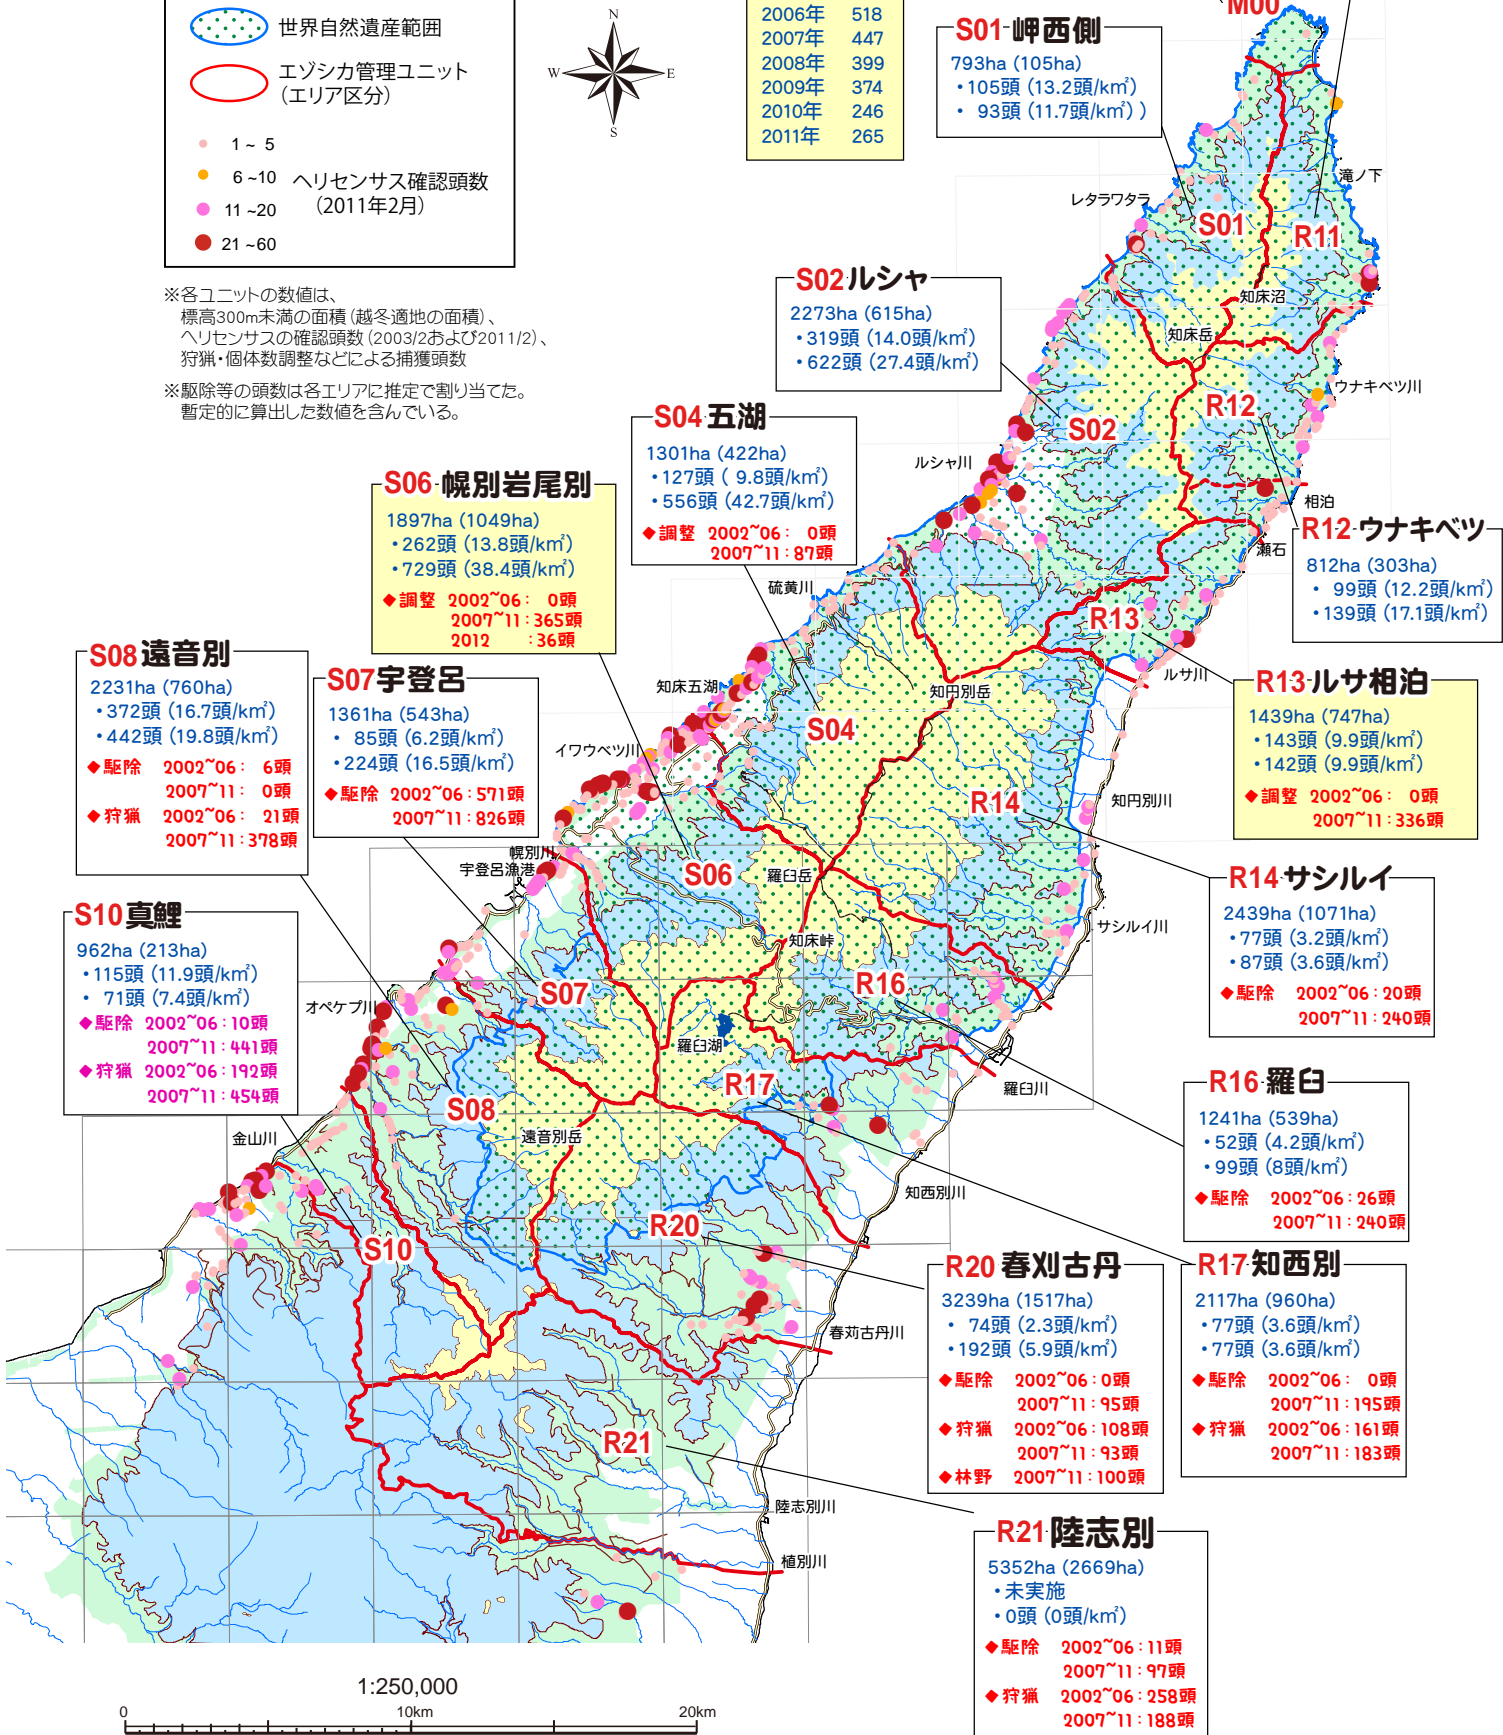 世界自然遺産範囲
エゾシカ管理ユニット
（エリア区分）
1 ~ 5
6 ~10
11 ~20
21 ~60
ヘリセンサス確認頭数
（2011年2月）
※各ユニットの数値は、
標高300m未満の面積（越冬適地の面積）、
ヘリセンサスの確認頭数（2003/2および2011/2）、
狩猟・個体数調整などによる捕獲頭数
※駆除等の頭数は各エリアに推定で割り当てた。
暫定的に算出した数値を含んでいる。
N
W
E
S
2006年 518
2007年 447
2008年 399
2009年 374
2010年 246
2011年 265
M00
S01 岬西側
793ha (105ha)
・105頭 (13.2頭/k㎡)
・ 93頭 (11.7頭/k㎡) )
S02 ルシャ
2273ha (615ha)
・319頭 (14.0頭/k㎡)
・622頭 (27.4頭/k㎡)
S04 五湖
1301ha (422ha)
・127頭 ( 9.8頭/k㎡)
・556頭 (42.7頭/k㎡)
◆調整 2002~06： 0頭
2007~11：87頭
S06 幌別岩尾別
1897ha (1049ha)
・262頭 (13.8頭/k㎡)
・729頭 (38.4頭/k㎡)
◆調整 2002~06： 0頭
2007~11：365頭
2012 ：36頭
S08 遠音別
2231ha (760ha)
・372頭 (16.7頭/k㎡)
・442頭 (19.8頭/k㎡)
◆駆除 2002~06： 6頭
2007~11： 0頭
◆狩猟 2002~06： 21頭
2007~11：378頭
S07 宇登呂
1361ha (543ha)
・ 85頭 (6.2頭/k㎡)
・224頭 (16.5頭/k㎡)
◆駆除 2002~06：571頭
2007~11：826頭
S10 真鯉
962ha (213ha)
・115頭 (11.9頭/k㎡)
・ 71頭 (7.4頭/k㎡)
◆駆除 2002~06：10頭
2007~11：441頭
◆狩猟 2002~06：192頭
2007~11：454頭
R12 ウナキベツ
812ha (303ha)
・ 99頭 (12.2頭/k㎡)
・139頭 (17.1頭/k㎡)
R13 ルサ相泊
1439ha (747ha)
・143頭 (9.9頭/k㎡)
・142頭 (9.9頭/k㎡)
◆調整 2002~06： 0頭
2007~11：336頭
R14 サシルイ
2439ha (1071ha)
・77頭 (3.2頭/k㎡)
・87頭 (3.6頭/k㎡)
◆駆除 2002~06：20頭
2007~11：240頭
R16 羅臼
1241ha (539ha)
・52頭 (4.2頭/k㎡)
・99頭 (8頭/k㎡)
◆駆除 2002~06：26頭
2007~11：240頭
R17 知西別
2117ha (960ha)
・77頭 (3.6頭/k㎡)
・77頭 (3.6頭/k㎡)
◆駆除 2002~06： 0頭
2007~11：195頭
◆狩猟 2002~06：161頭
2007~11：183頭
R20 春刈古丹
3239ha (1517ha)
・ 74頭 (2.3頭/k㎡)
・192頭 (5.9頭/k㎡)
◆駆除 2002~06：0頭
2007~11：95頭
◆狩猟 2002~06：108頭
2007~11：93頭
◆林野 2007~11：100頭
R21 陸志別
5352ha (2669ha)
・未実施
・0頭 (0頭/k㎡)
◆駆除 2002~06：11頭
2007~11：97頭
◆狩猟 2002~06：258頭
2007~11：188頭
滝ノ下
レタラワタラ
S01
R11
知床沼
知床岳
ウナキベツ川
R12
S02
ルシャ川
相泊
瀬石
硫黄川
R13
ルサ川
知床五湖
知円別岳
S04
イワウベツ川
R14
知円別川
幌別川
宇登呂漁港
S06
羅臼岳
サシルイ川
知床峠
S07
R16
オペケプ川
羅臼湖
R17
羅臼川
S08
遠音別岳
金山川
知西別川
R20
S10
春苅古丹川
R21
陸志別川
植別川
1:250,000
0 10km 20km